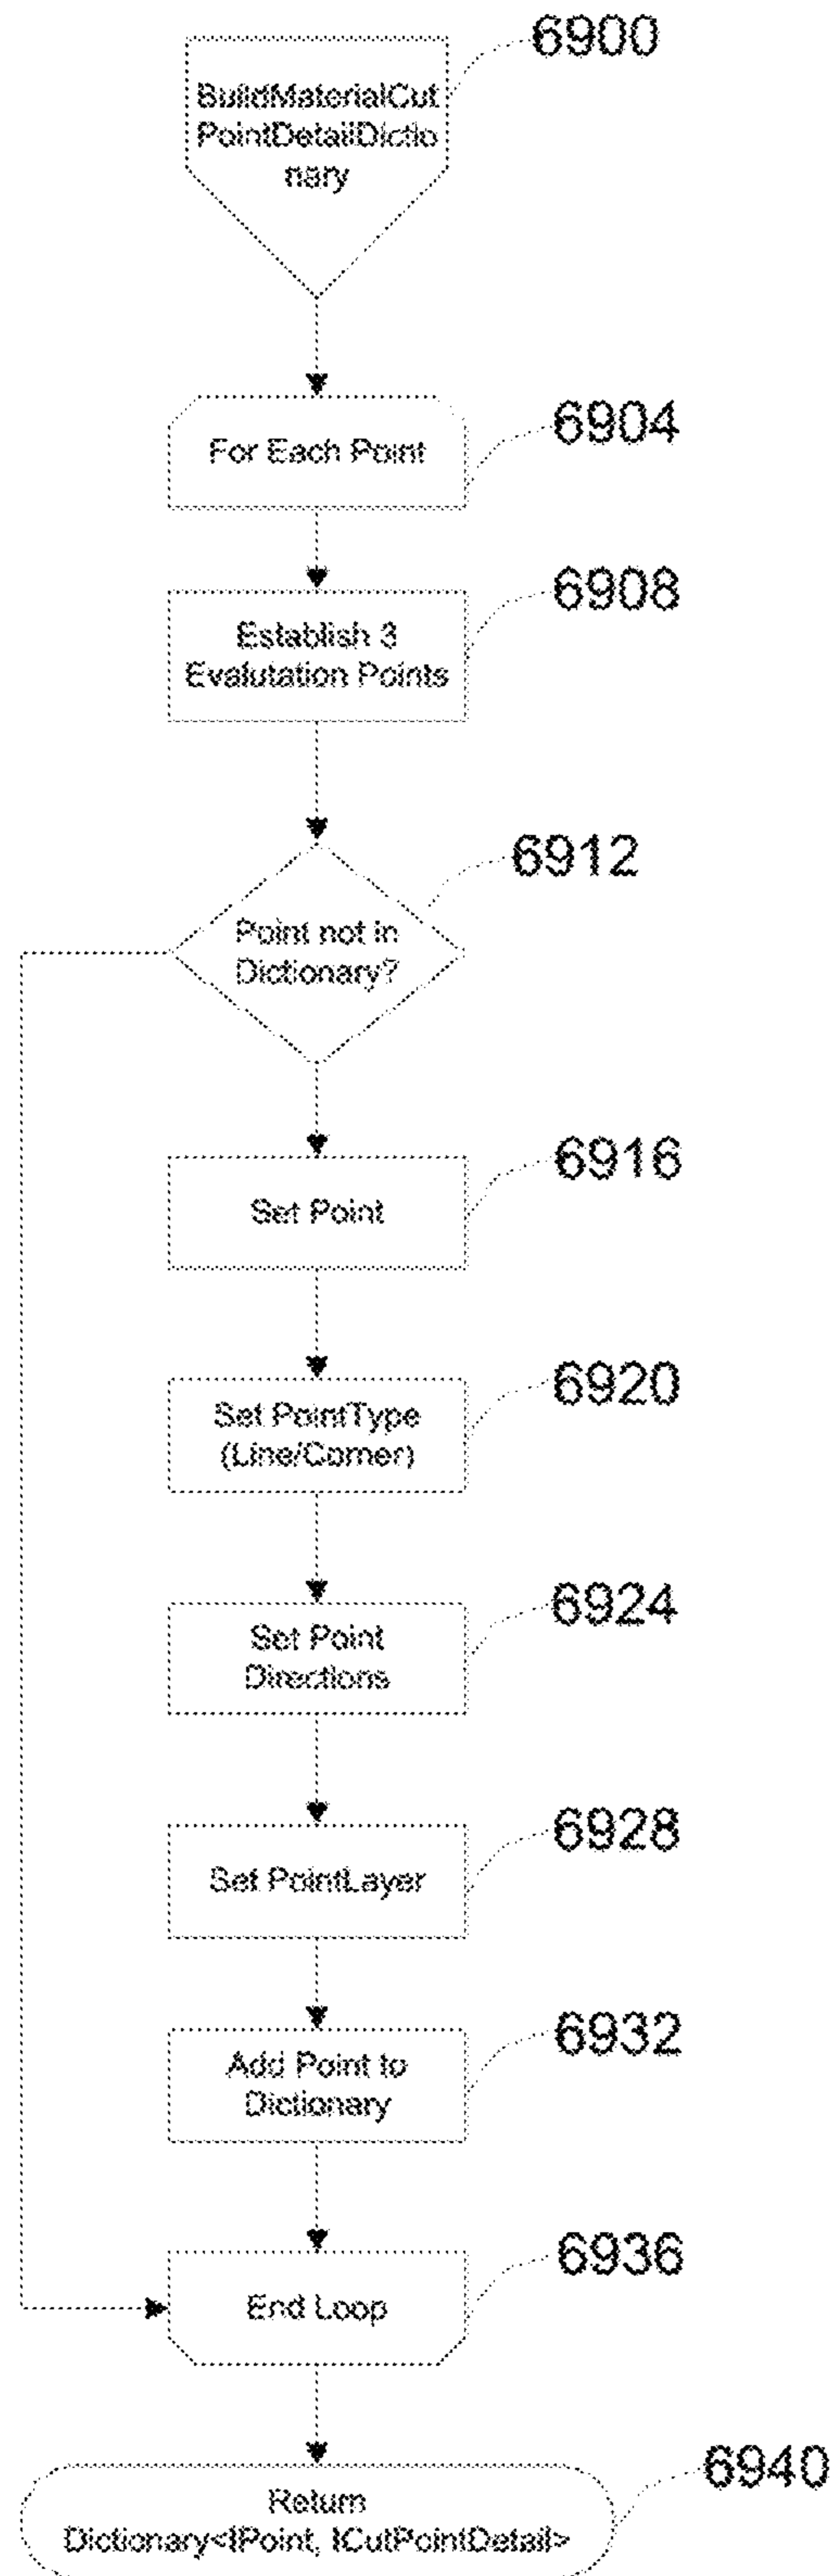 6900
BuildMaterialCut
PointDetailDictio
nary
6904
For Each Point
6908
Establish 3
Evalutation Points
6912
Point not in
Dictionary?
6916
Set Point
6920
Set PointType
(Line/Corner)
6924
Set Point
Directions
6928
Set PointLayer
6932
Add Point to
Dictionary
6936
End Loop
6940
Return
Dictionary<IPoint, ICutPointDetail>